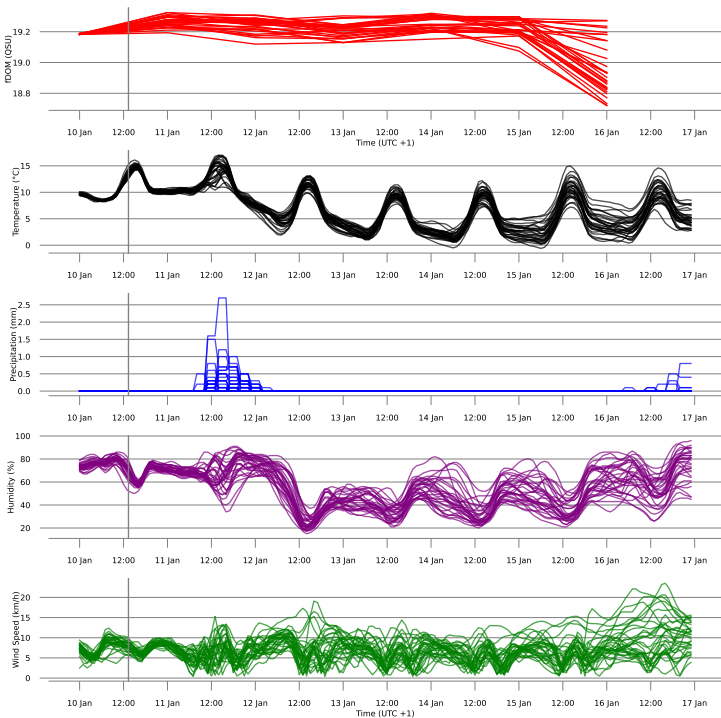 fDOM (QSU)
19.2
19.0
18.8
10 Jan 12:00 11 Jan 12:00 12 Jan 12:00 13 Jan 12:00 14 Jan 12:00 15 Jan 12:00 16 Jan 12:00 17 Jan
Time (UTC +1)
Temperature (°C)
15
10
5
0
10 Jan 12:00 11 Jan 12:00 12 Jan 12:00 13 Jan 12:00 14 Jan 12:00 15 Jan 12:00 16 Jan 12:00 17 Jan
Precipitation (mm)
2.5
2.0
1.5
1.0
0.5
0.0
10 Jan 12:00 11 Jan 12:00 12 Jan 12:00 13 Jan 12:00 14 Jan 12:00 15 Jan 12:00 16 Jan 12:00 17 Jan
Humidity (%)
100
80
60
40
20
10 Jan 12:00 11 Jan 12:00 12 Jan 12:00 13 Jan 12:00 14 Jan 12:00 15 Jan 12:00 16 Jan 12:00 17 Jan
Wind Speed (km/h)
20
15
10
5
0
10 Jan 12:00 11 Jan 12:00 12 Jan 12:00 13 Jan 12:00 14 Jan 12:00 15 Jan 12:00 16 Jan 12:00 17 Jan
Time (UTC +1)